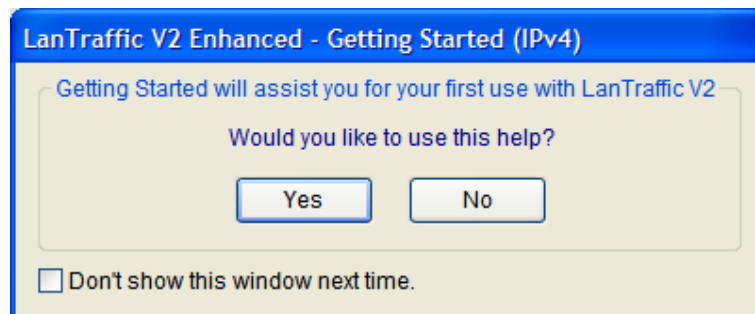 LanTraffic V2 Enhanced - Getting Started (IPv4)
Getting Started will assist you for your first use with LanTraffic V2
Would you like to use this help?
Yes No
Don't show this window next time.